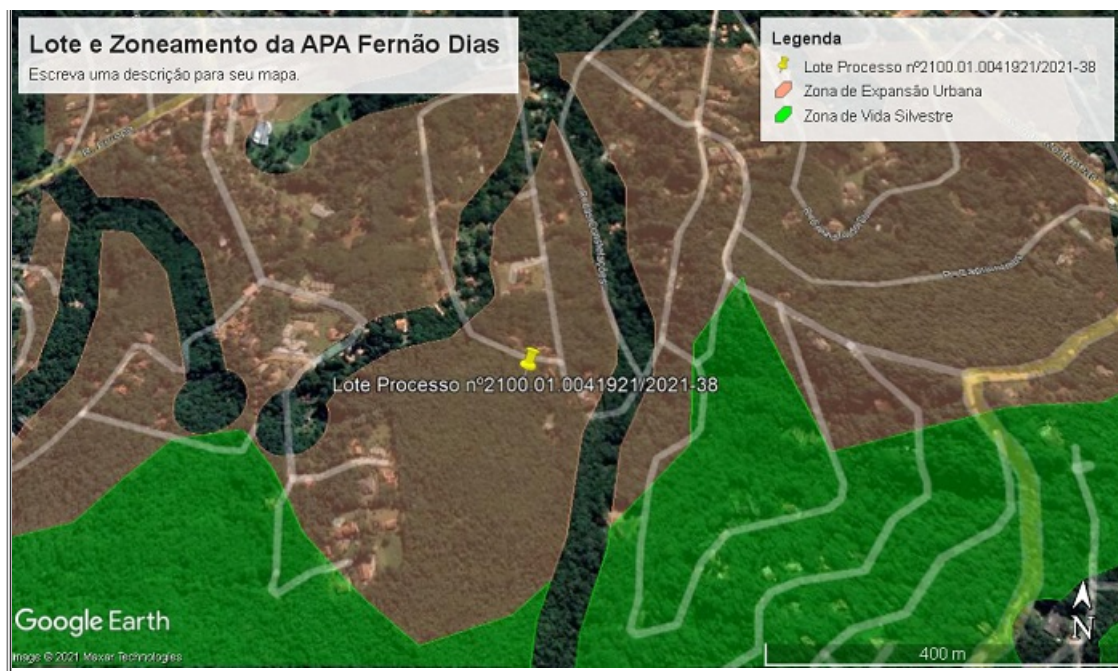 Lote e Zoneamento da APA Fernão Dias
Escreva uma descrição para seu mapa.
Legenda
Lote Processo nº2100.01.0041921/2021-38
Zona de Expansão Urbana
Zona de Vida Silvestre
Lote Processo nº2100.01.0041921/2021-38
Google Earth
Image © 2021 Maxar Technologies
N
400 m